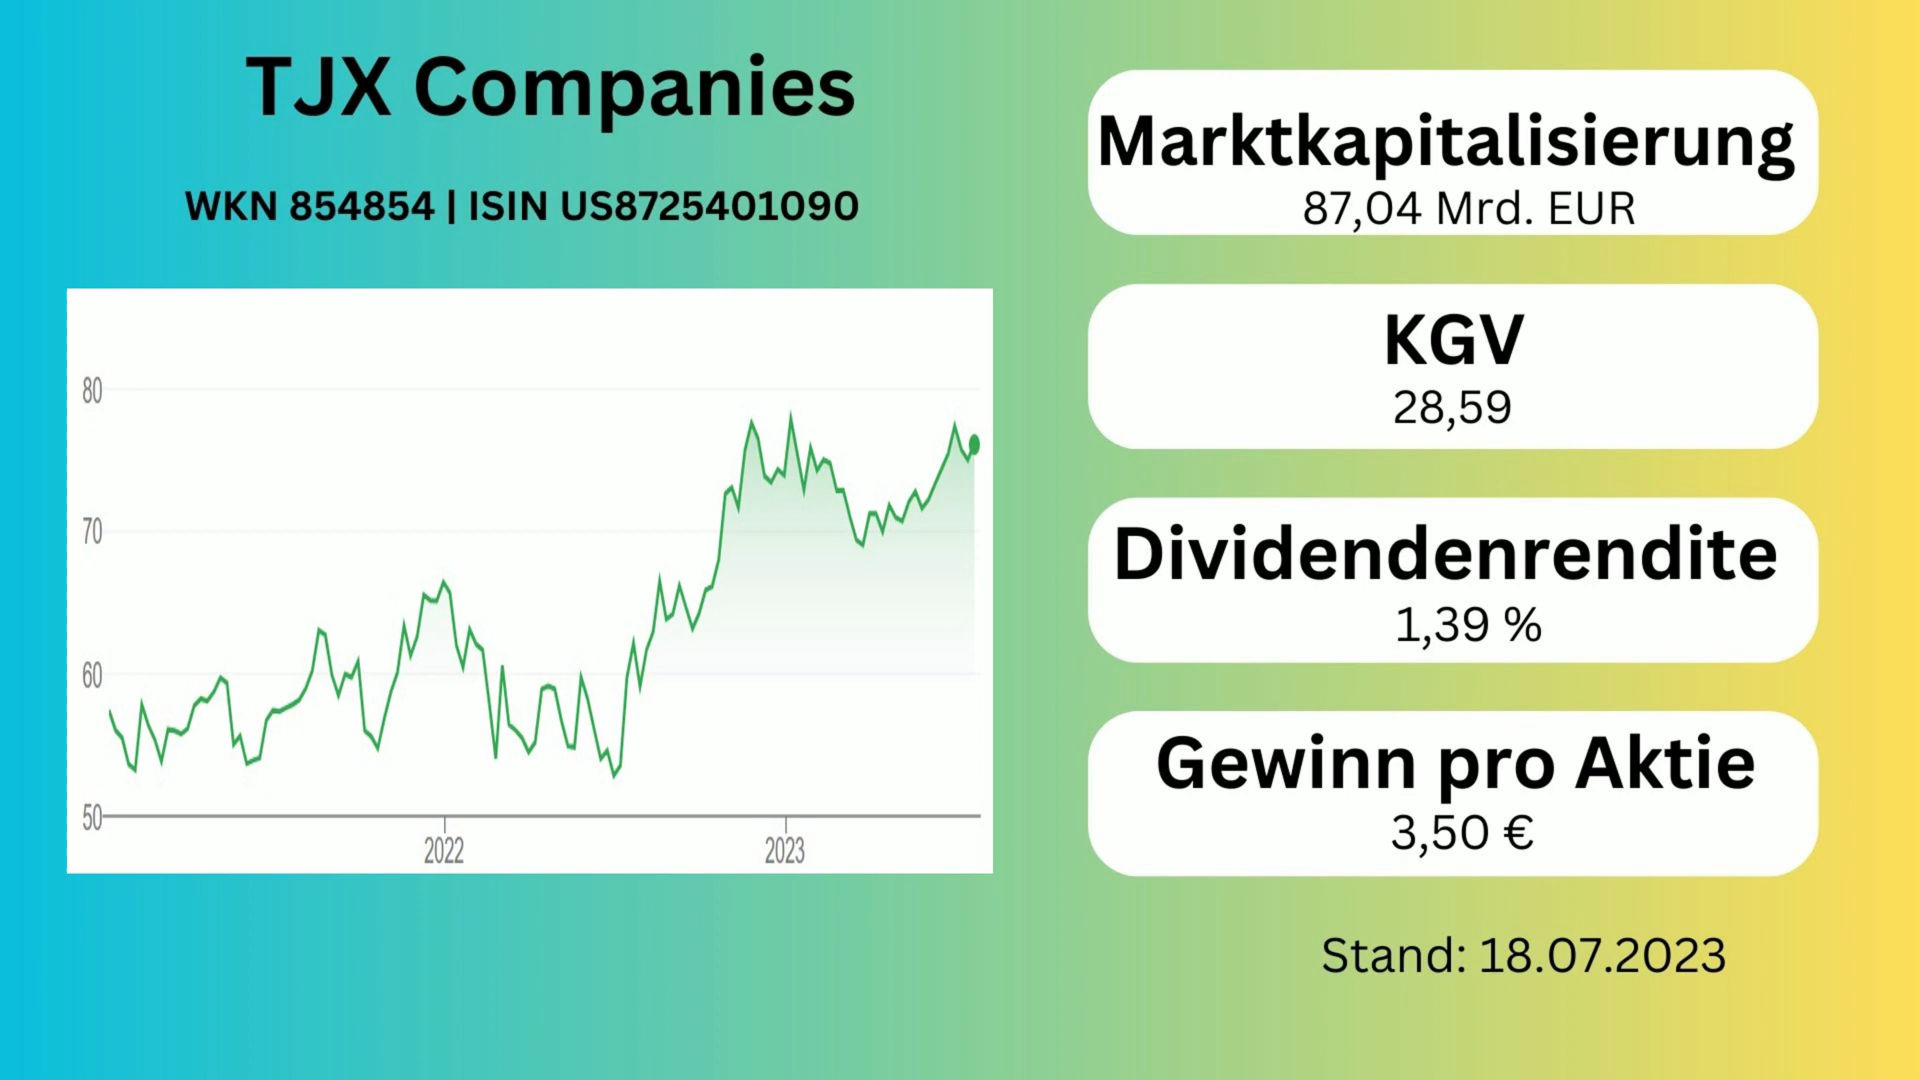 TJX Companies
WKN 854854 | ISIN US8725401090
80
70
60
50
2022
2023
Marktkapitalisierung
87,04 Mrd. EUR
KGV
28,59
Dividendenrendite
1,39 %
Gewinn pro Aktie
3,50 €
Stand: 18.07.2023